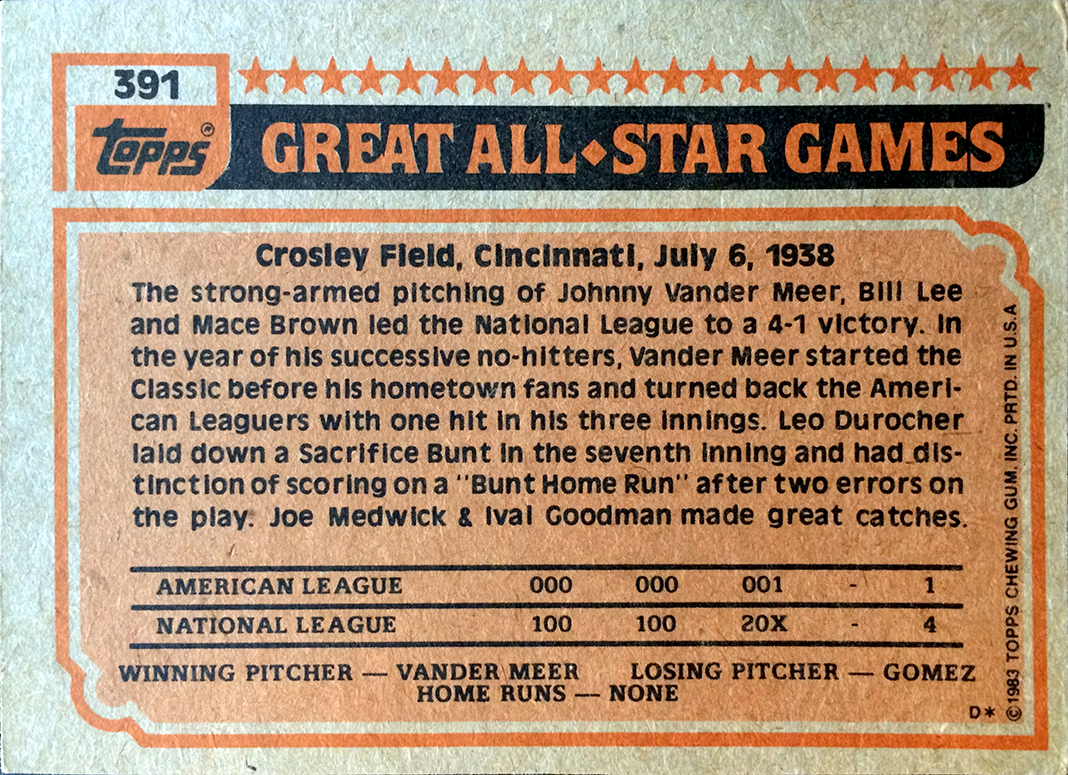 391
topps®
GREAT ALL◆STAR GAMES
Crosley Field, Cincinnati, July 6, 1938
The strong-armed pitching of Johnny Vander Meer, Bill Lee
and Mace Brown led the National League to a 4-1 victory. In
the year of his successive no-hitters, Vander Meer started the
Classic before his hometown fans and turned back the Ameri-
can Leaguers with one hit in his three innings. Leo Durocher
laid down a Sacrifice Bunt in the seventh inning and had dis-
tinction of scoring on a "Bunt Home Run" after two errors on
the play. Joe Medwick & Ival Goodman made great catches.
AMERICAN LEAGUE 000 000 001 - 1
NATIONAL LEAGUE 100 100 20X - 4
WINNING PITCHER — VANDER MEER LOSING PITCHER — GOMEZ
HOME RUNS — NONE
D*
©1983 TOPPS CHEWING GUM, INC. PRTD. IN U.S.A